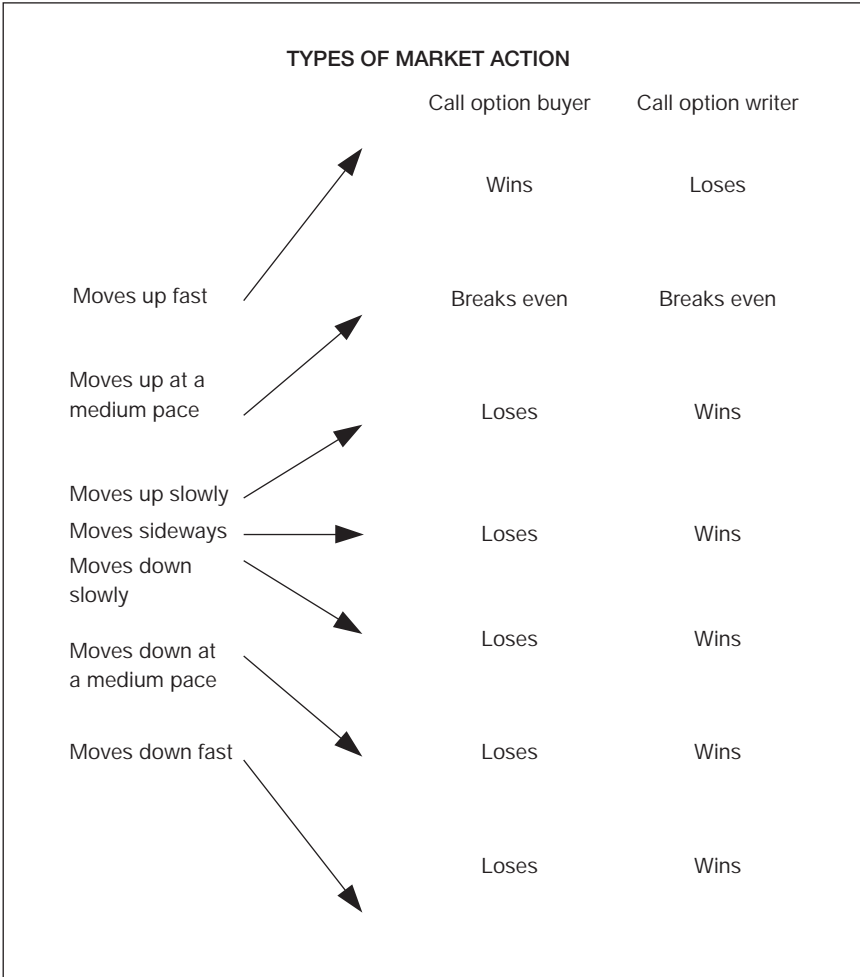 TYPES OF MARKET ACTION
Call option buyer Call option writer
Wins Loses
Moves up fast Breaks even Breaks even
Moves up at a
medium pace Loses Wins
Moves up slowly
Moves sideways Loses Wins
Moves down
slowly
Loses Wins
Moves down at
a medium pace
Moves down fast Loses Wins
Loses Wins